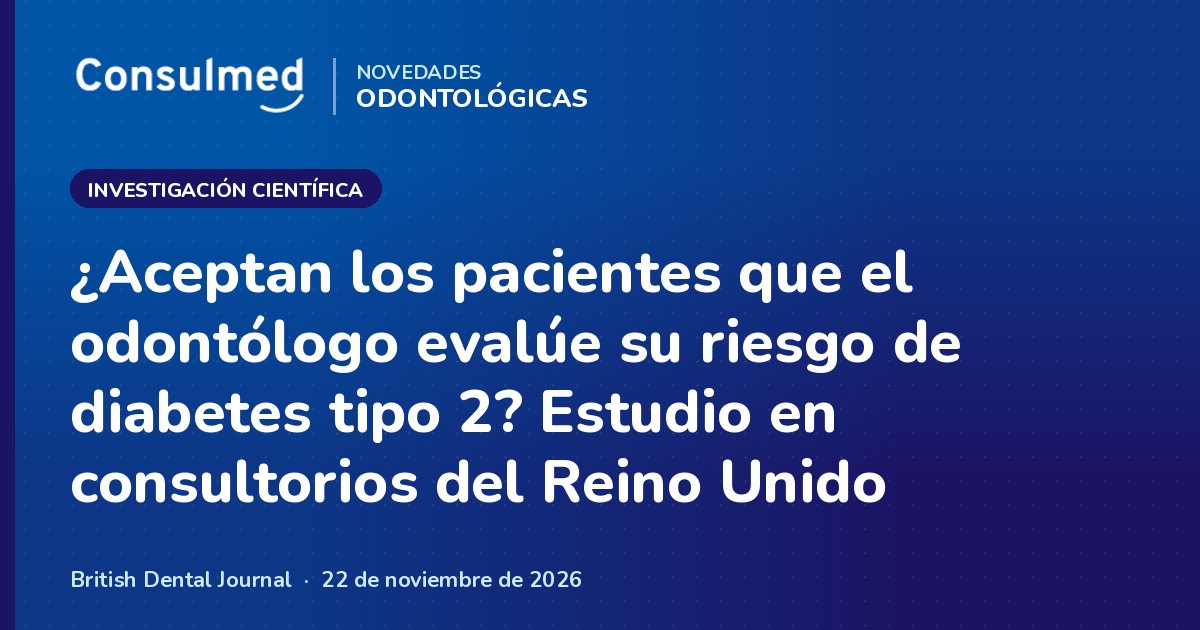 Consulmed
NOVEDADES
ODONTOLÓGICAS
INVESTIGACIÓN CIENTÍFICA
¿Aceptan los pacientes que el
odontólogo evalúe su riesgo de
diabetes tipo 2? Estudio en
consultorios del Reino Unido
British Dental Journal · 22 de noviembre de 2026